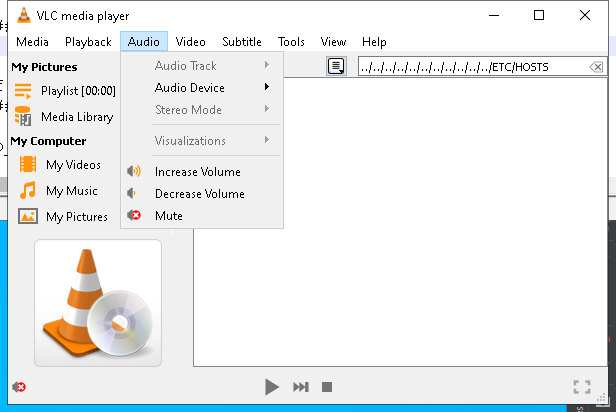 VLC media player
Media Playback Audio Video Subtitle Tools View Help
My Pictures
Playlist [00:00]
Media Library
My Computer
My Videos
My Music
My Pictures
Audio Track
Audio Device
Stereo Mode
Visualizations
Increase Volume
Decrease Volume
Mute
../../../../../../../../../../../ETC/HOSTS